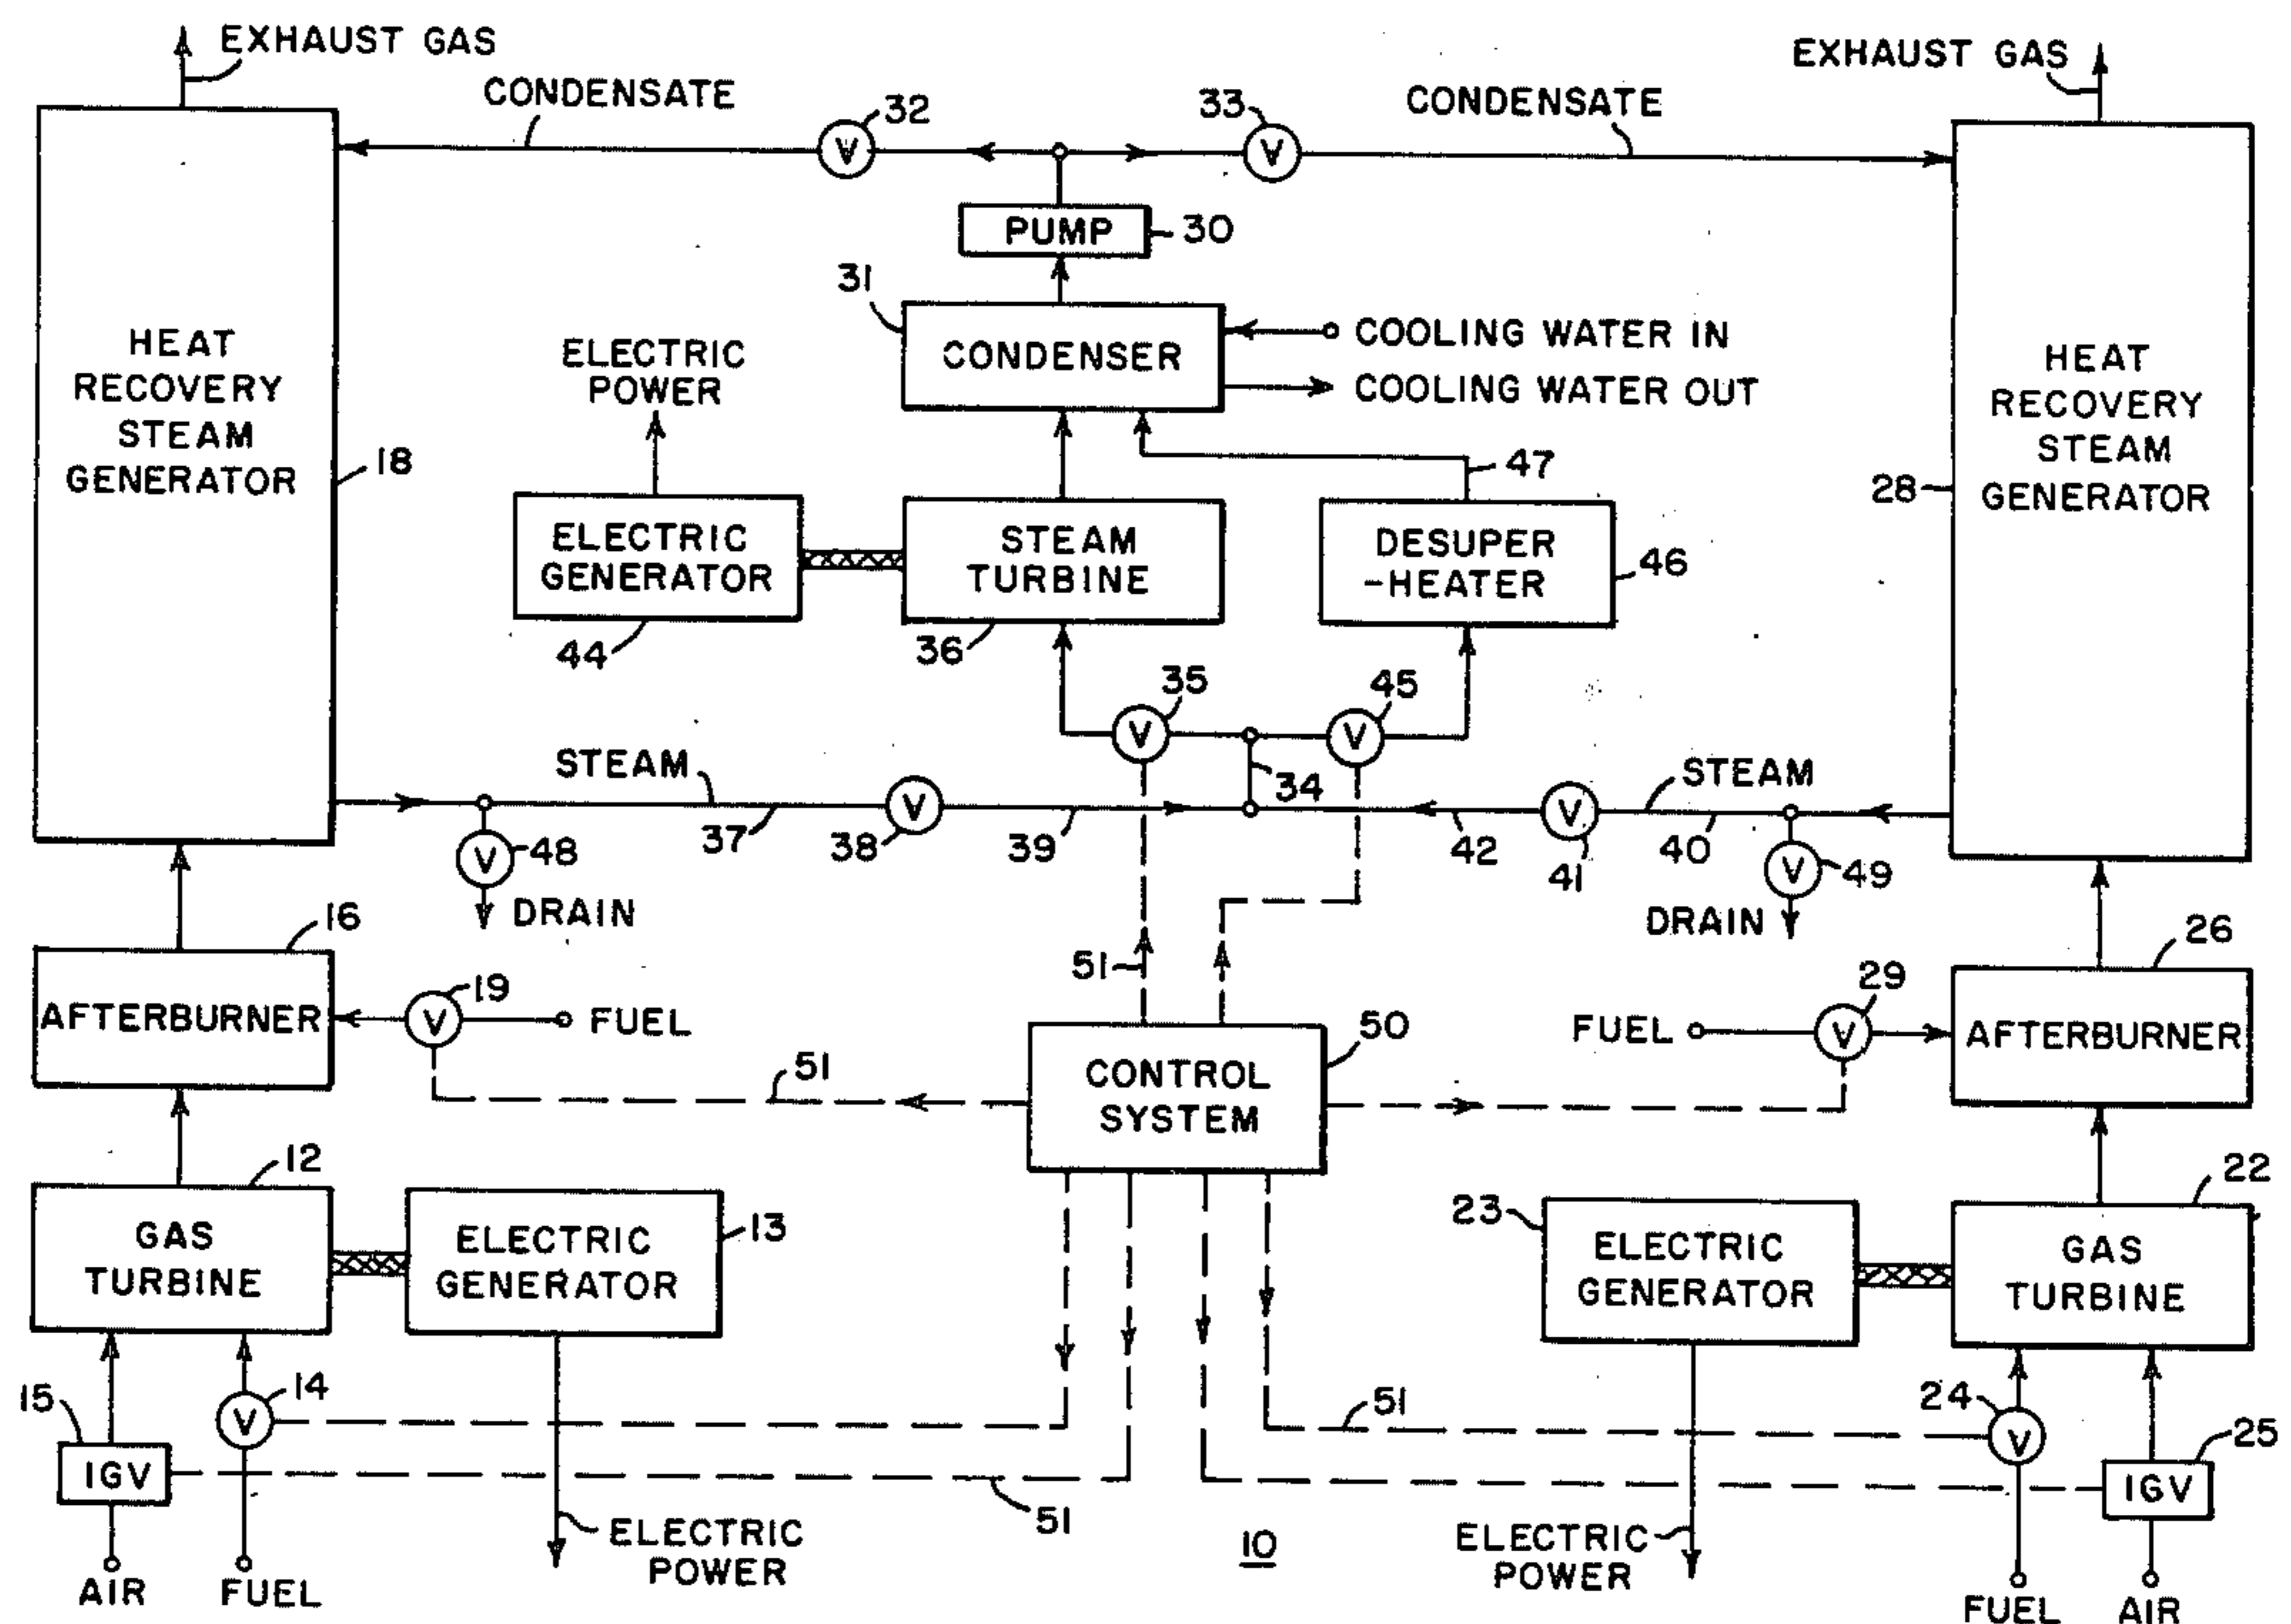 EXHAUST GAS
EXHAUST GAS
CONDENSATE
32
33
CONDENSATE
V
V
PUMP
30
31
CONDENSER
COOLING WATER IN
COOLING WATER OUT
HEAT
RECOVERY
STEAM
GENERATOR
18
ELECTRIC
POWER
HEAT
RECOVERY
STEAM
GENERATOR
28
47
ELECTRIC
GENERATOR
44
STEAM
TURBINE
36
DESUPER
-HEATER
46
35
45
V
V
34
STEAM
37
V
38
39
42
V
41
STEAM
40
V
48
DRAIN
V
49
DRAIN
16
AFTERBURNER
19
V
FUEL
51
51
CONTROL
SYSTEM
50
26
29
FUEL
V
AFTERBURNER
12
GAS
TURBINE
ELECTRIC
GENERATOR
13
23
ELECTRIC
GENERATOR
22
GAS
TURBINE
15
14
V
IGV
51
51
24
V
25
IGV
ELECTRIC
POWER
10
ELECTRIC
POWER
AIR
FUEL
FUEL
AIR